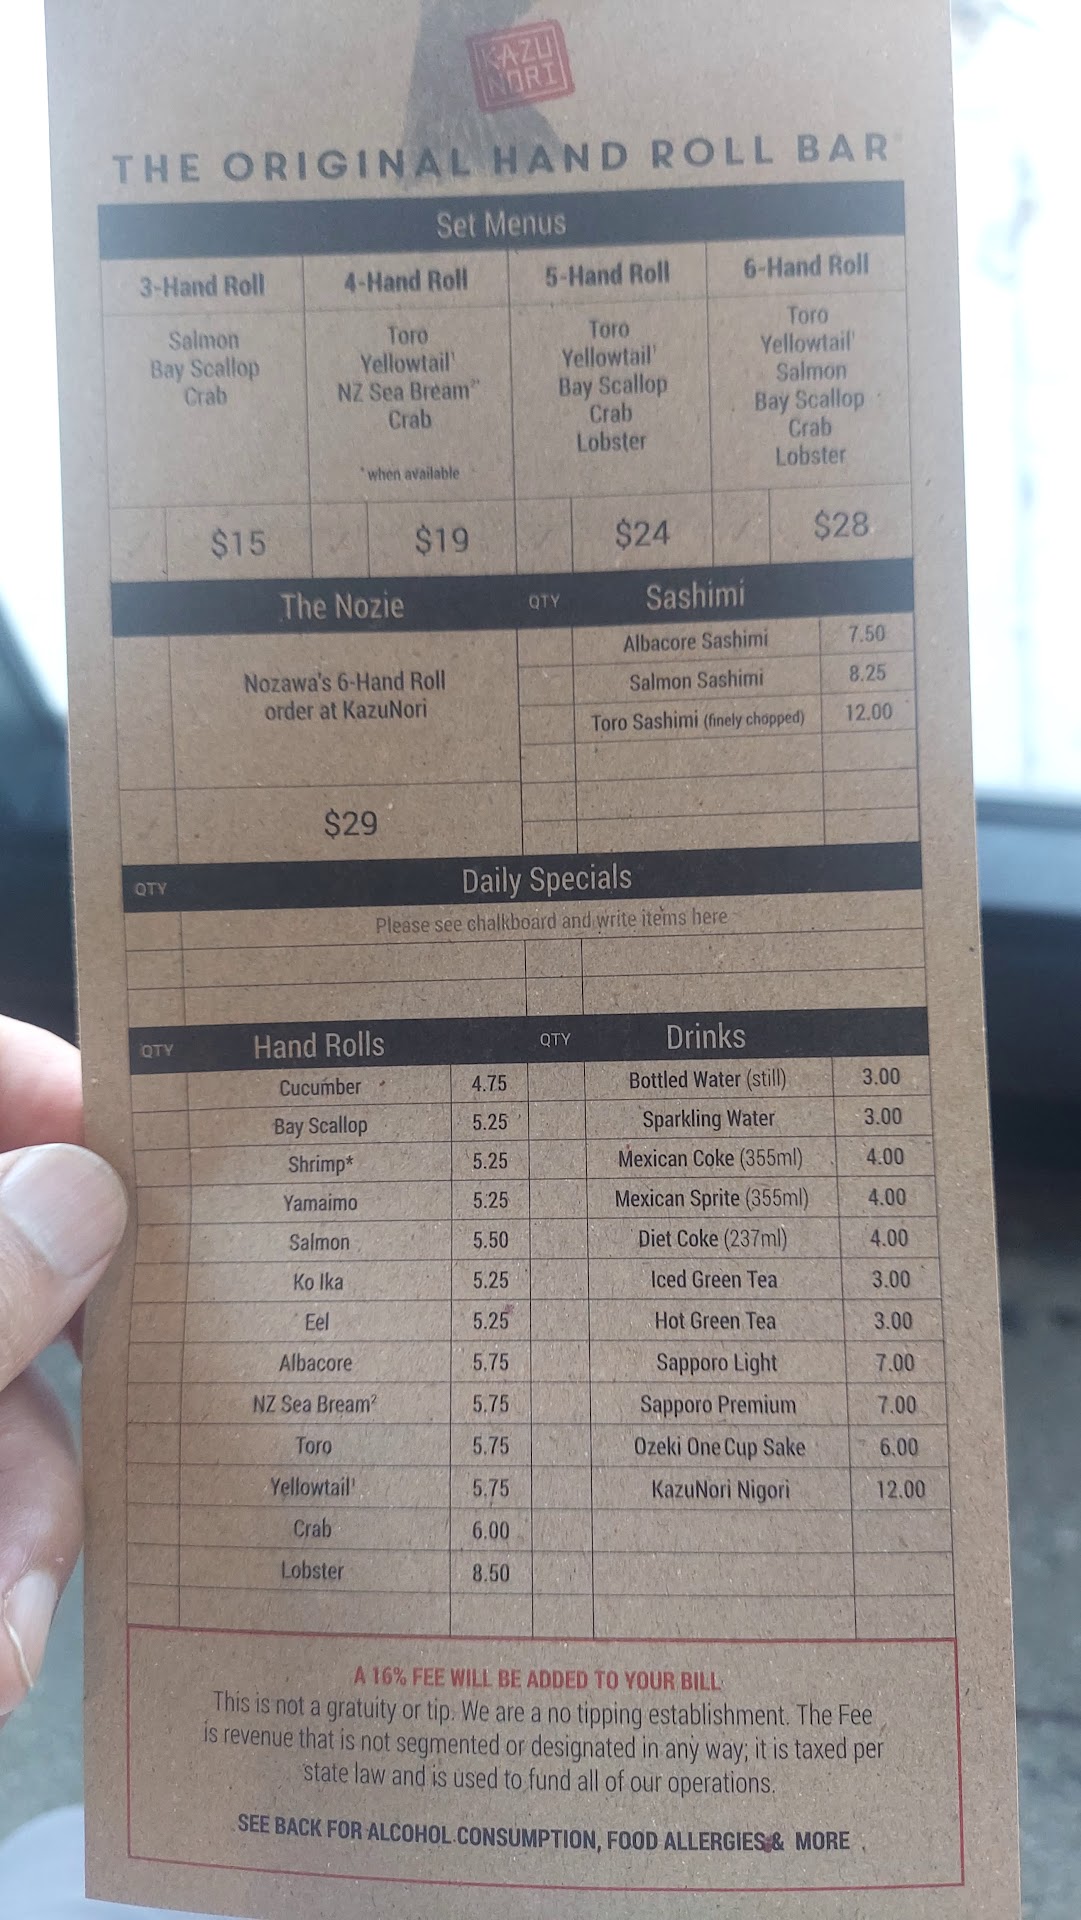 KAZU
NORI
THE ORIGINAL HAND ROLL BAR
Set Menus
3-Hand Roll
Salmon
Bay Scallop
Crab
$15
4-Hand Roll
Toro
Yellowtail¹
NZ Sea Bream²*
Crab
*when available
$19
5-Hand Roll
Toro
Yellowtail¹
Bay Scallop
Crab
Lobster
$24
6-Hand Roll
Toro
Yellowtail¹
Salmon
Bay Scallop
Crab
Lobster
$28
The Nozie
Nozawa's 6-Hand Roll
order at KazuNori
$29
QTY Sashimi
Albacore Sashimi 7.50
Salmon Sashimi 8.25
Toro Sashimi (finely chopped) 12.00
QTY Daily Specials
Please see chalkboard and write items here
QTY Hand Rolls
Cucumber 4.75
Bay Scallop 5.25
Shrimp* 5.25
Yamaimo 5.25
Salmon 5.50
Ko Ika 5.25
Eel 5.25
Albacore 5.75
NZ Sea Bream² 5.75
Toro 5.75
Yellowtail¹ 5.75
Crab 6.00
Lobster 8.50
QTY Drinks
Bottled Water (still) 3.00
Sparkling Water 3.00
Mexican Coke (355ml) 4.00
Mexican Sprite (355ml) 4.00
Diet Coke (237ml) 4.00
Iced Green Tea 3.00
Hot Green Tea 3.00
Sapporo Light 7.00
Sapporo Premium 7.00
Ozeki One Cup Sake 6.00
KazuNori Nigori 12.00
A 16% FEE WILL BE ADDED TO YOUR BILL
This is not a gratuity or tip. We are a no tipping establishment. The Fee
is revenue that is not segmented or designated in any way; it is taxed per
state law and is used to fund all of our operations.
SEE BACK FOR ALCOHOL CONSUMPTION, FOOD ALLERGIES & MORE